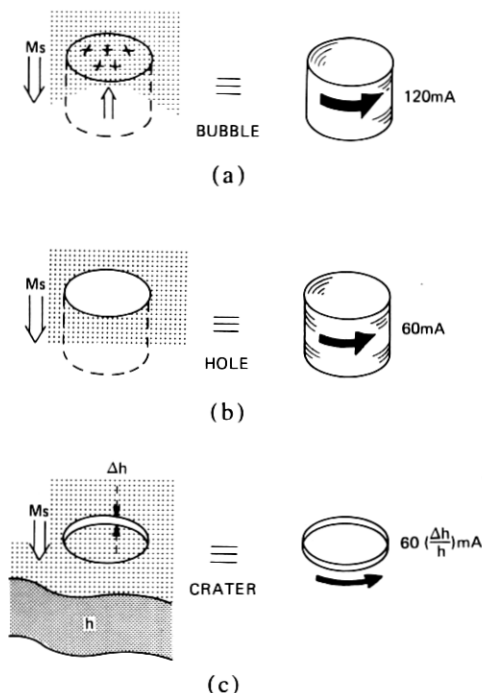 Ms
+ + +
+ +
BUBBLE
120mA
(a)
Ms
HOLE
60mA
(b)
Δh
Ms
h
CRATER
60 (Δh/h)mA
(c)